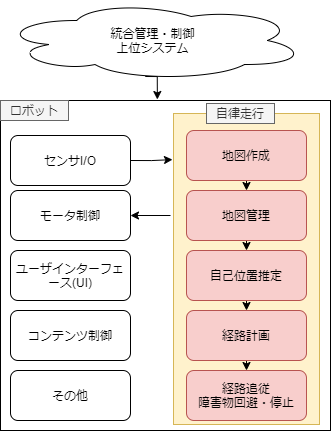 統合管理・制御
上位システム
ロボット
自律走行
センサI/O
地図作成
モータ制御
地図管理
ユーザインターフェ
ース(UI)
自己位置推定
コンテンツ制御
経路計画
その他
経路追従
障害物回避・停止